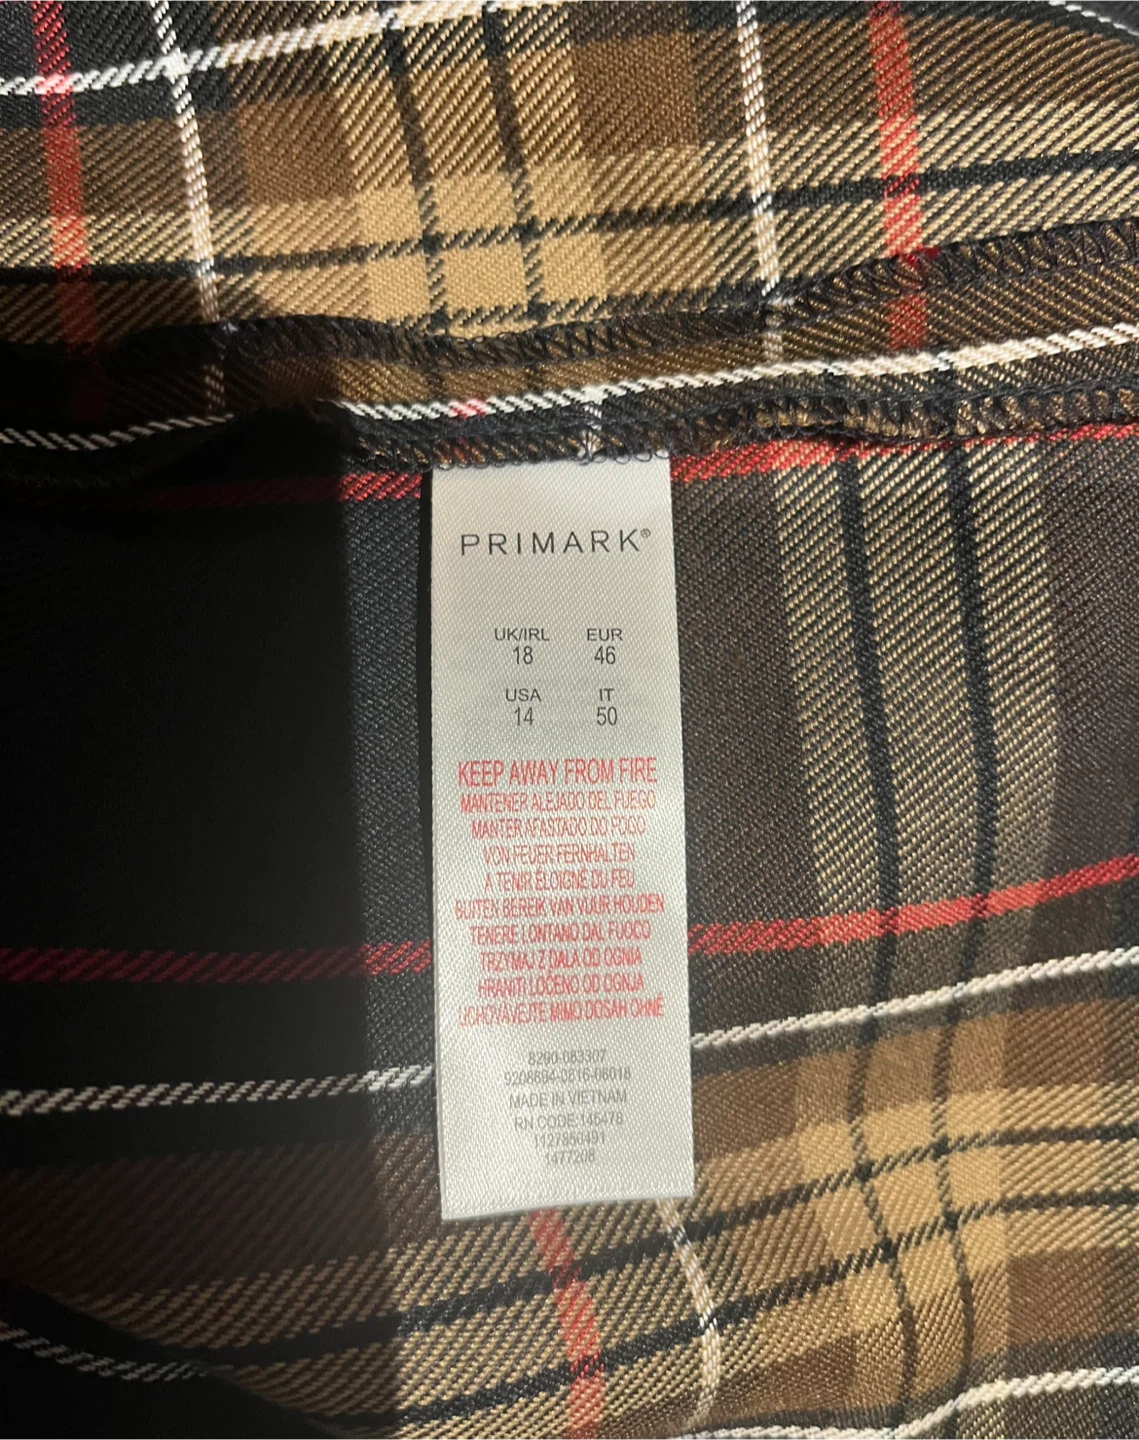 PRIMARK®
UK/IRL EUR
18 46
USA IT
14 50
KEEP AWAY FROM FIRE
MANTENER ALEJADO DEL FUEGO
MANTER AFASTADO DO FOGO
VON FEUER FERNHALTEN
À TENIR ÉLOIGNÉ DU FEU
BUITEN BEREIK VAN VUUR HOUDEN
TENERE LONTANO DAL FUOCO
TRZYMAJ Z DALA OD OGNIA
HRANITI LOČENO OD OGNJA
UCHOVÁVEJTE MIMO DOSAH OHNĚ
8290-083307
MADE IN VIETNAM
RN CODE:145478
1127850491
1477208